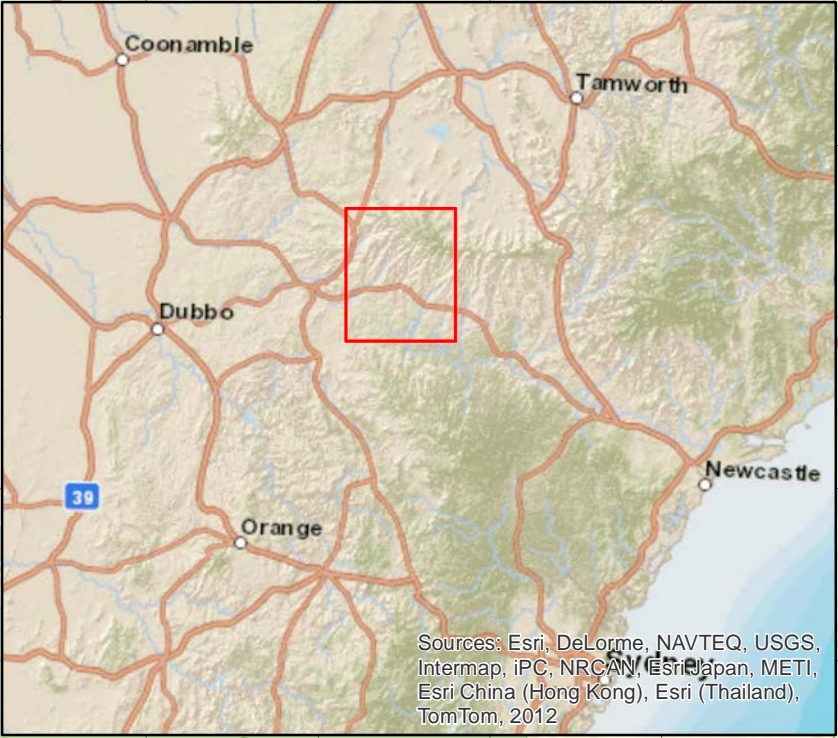 Coonamble
Tamworth
Dubbo
Newcastle
39
Orange
Sydney
Sources: Esri, DeLorme, NAVTEQ, USGS,
Intermap, iPC, NRCAN, Esri Japan, METI,
Esri China (Hong Kong), Esri (Thailand),
TomTom, 2012